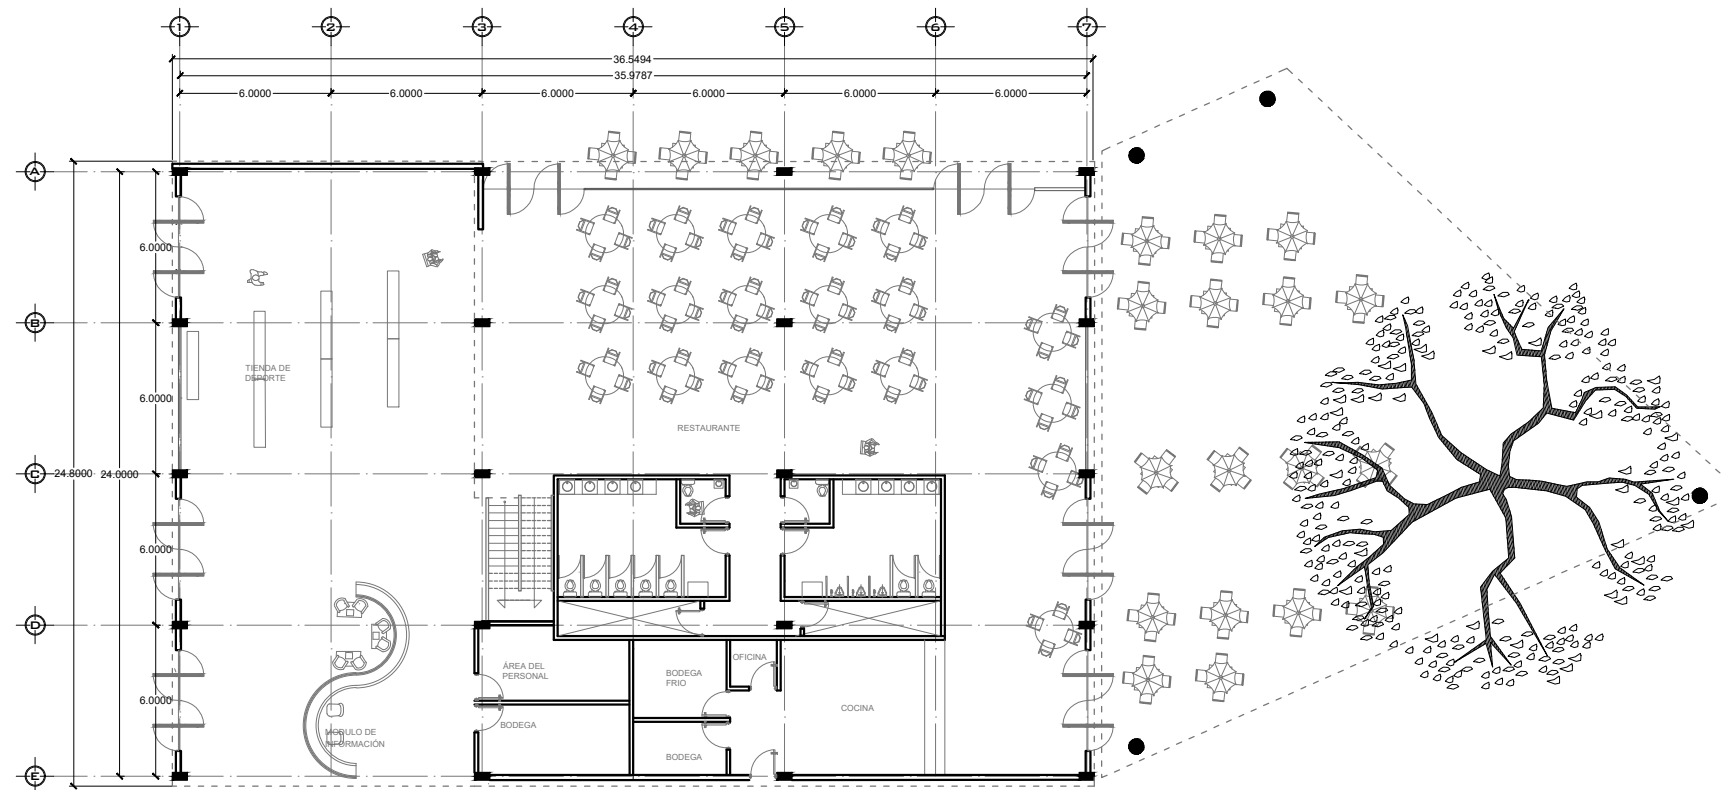 1 2 3 4 5 6 7
36.5494
35.9787
6.0000 6.0000 6.0000 6.0000 6.0000 6.0000
A
6.0000
B
TIENDA DE
DEPORTE
6.0000
RESTAURANTE
C
24.8000 24.0000
6.0000
D
ÁREA DEL
PERSONAL
OFICINA
BODEGA
FRIO
6.0000
COCINA
BODEGA
MODULO DE
INFORMACIÓN
BODEGA
E